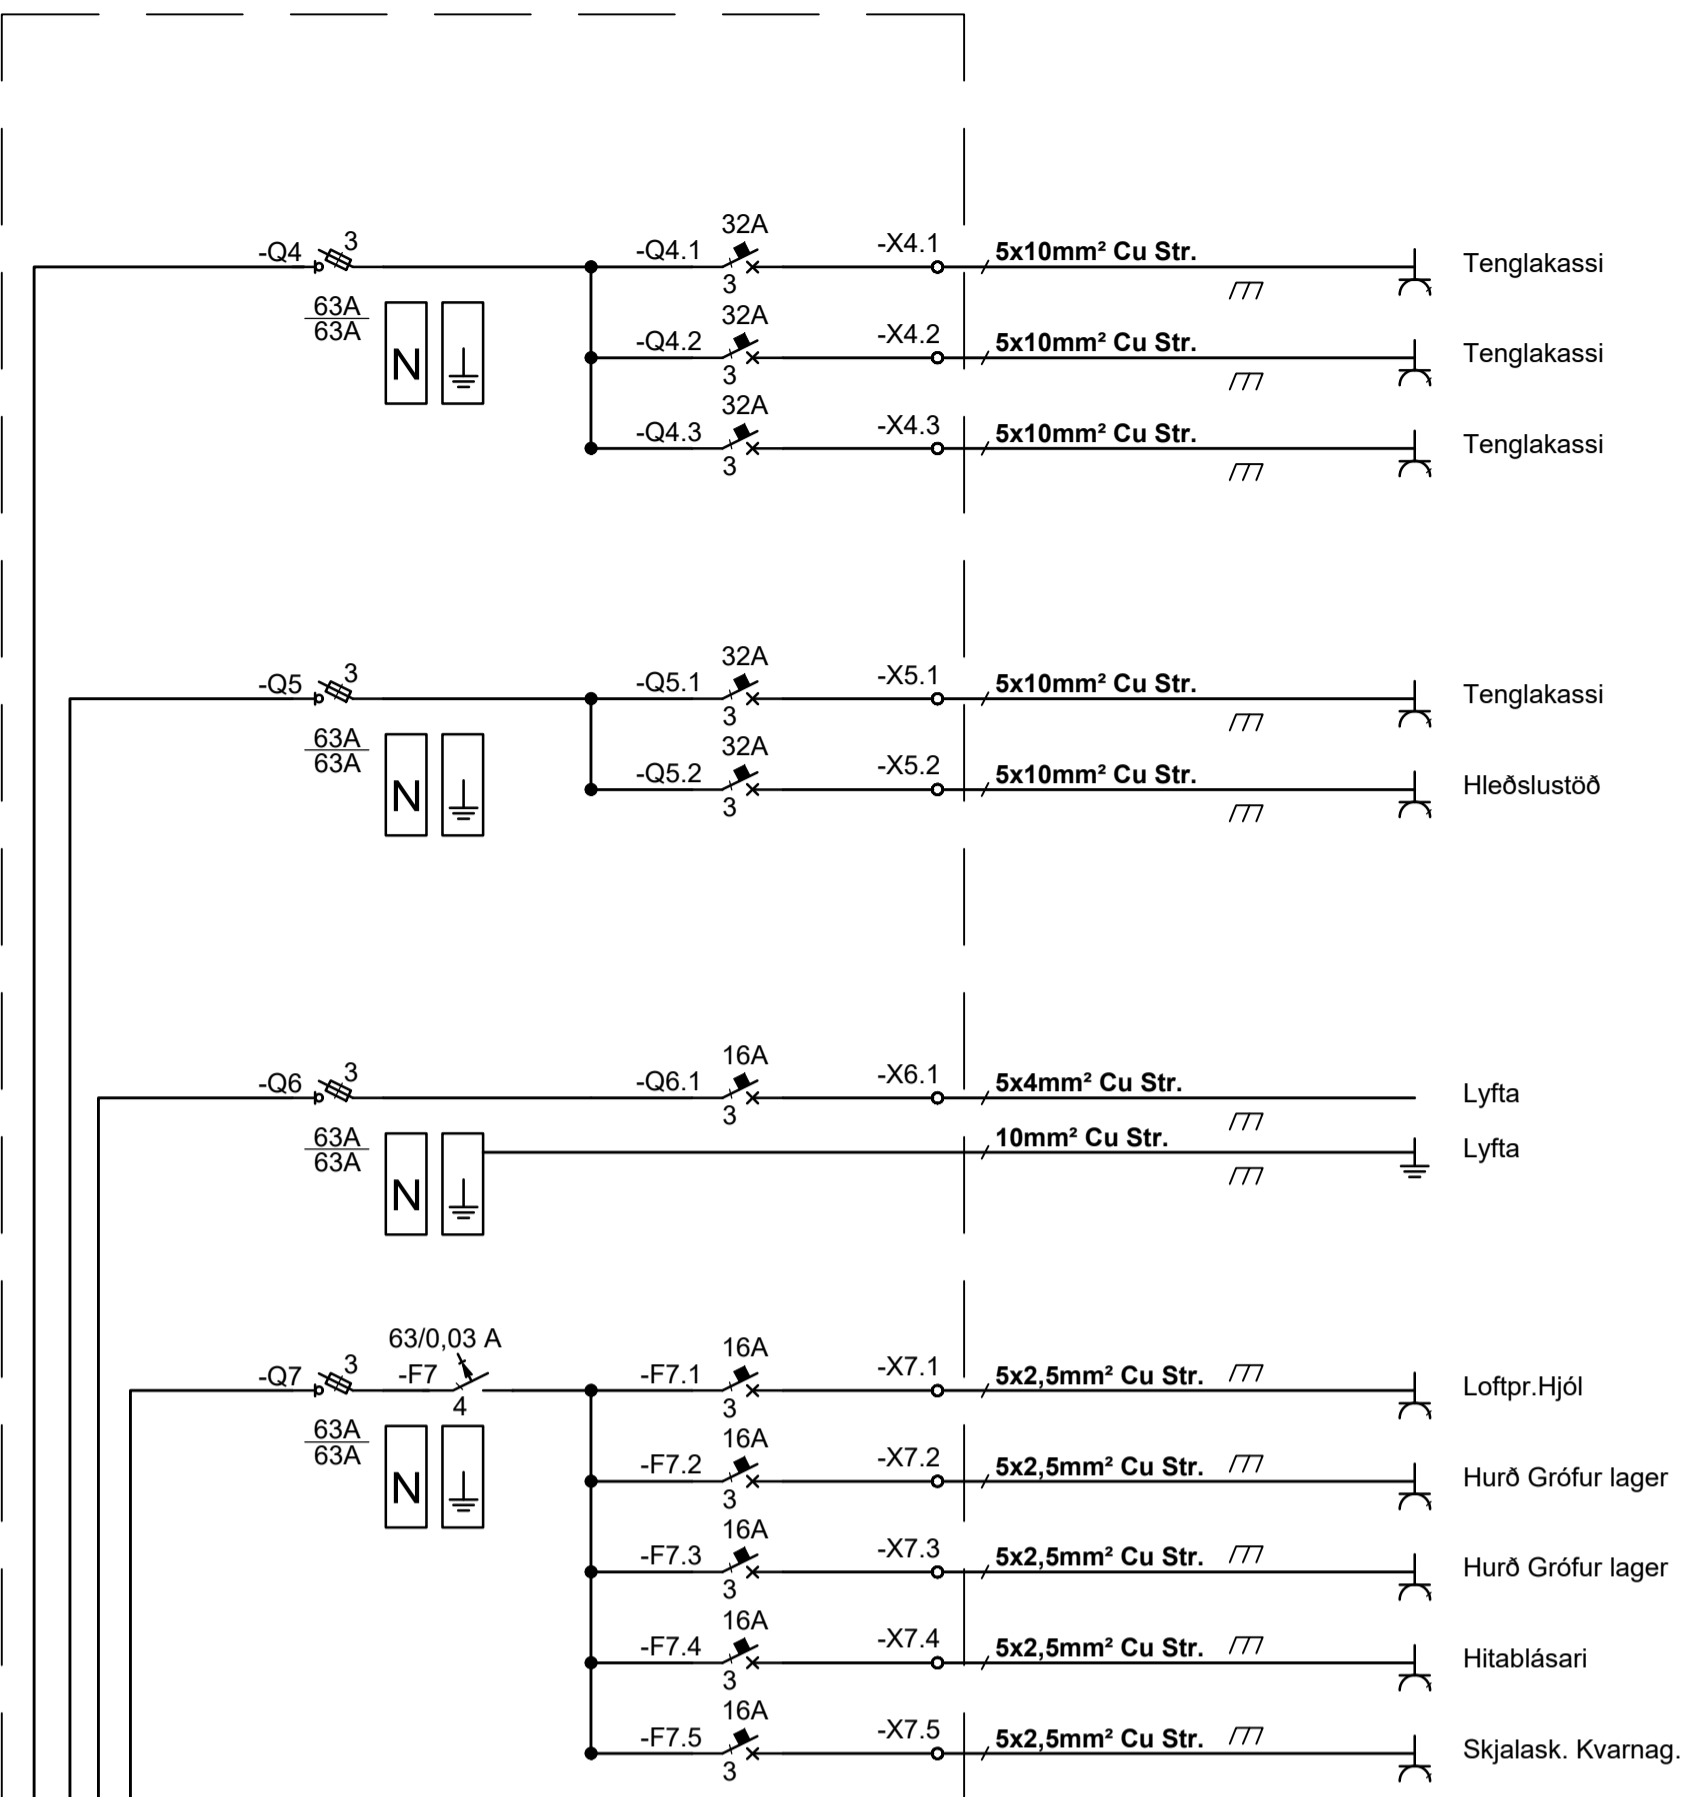 32A
-Q4 3 -Q4.1 -X4.1 5x10mm² Cu Str. Tenglakassi
3
63A
63A
N
32A
-Q4.2 -X4.2 5x10mm² Cu Str. Tenglakassi
3
32A
-Q4.3 -X4.3 5x10mm² Cu Str. Tenglakassi
3
32A
-Q5 3 -Q5.1 -X5.1 5x10mm² Cu Str. Tenglakassi
3
63A
63A
N
32A
-Q5.2 -X5.2 5x10mm² Cu Str. Hleðslustöð
3
16A
-Q6 3 -Q6.1 -X6.1 5x4mm² Cu Str. Lyfta
3
63A
63A
N
10mm² Cu Str. Lyfta
63/0,03 A
16A
-Q7 3 -F7 -F7.1 -X7.1 5x2,5mm² Cu Str. Loftpr.Hjól
4
3
63A
63A
N
16A
-F7.2 -X7.2 5x2,5mm² Cu Str. Hurð Grófur lager
3
16A
-F7.3 -X7.3 5x2,5mm² Cu Str. Hurð Grófur lager
3
16A
-F7.4 -X7.4 5x2,5mm² Cu Str. Hitablásari
3
16A
-F7.5 -X7.5 5x2,5mm² Cu Str. Skjalask. Kvarnag.
3